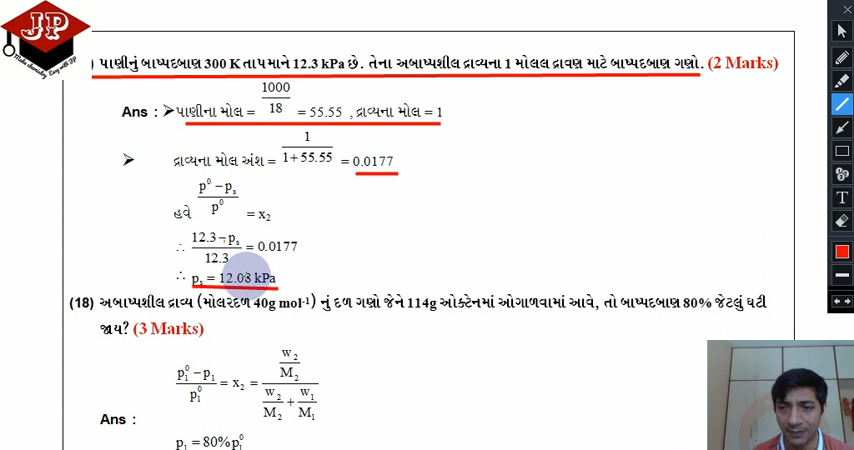 JP
Make chemistry Easy with JP
) પાણીનું બાષ્પદબાણ 300 K તાપમાને 12.3 kPa છે. તેના અબાષ્પશીલ દ્રાવ્યના 1 મોલલ દ્રાવણ માટે બાષ્પદબાણ ગણો. (2 Marks)
Ans : ➢ પાણીના મોલ = 1000/18 = 55.55 , દ્રાવ્યના મોલ = 1
➢ દ્રાવ્યના મોલ અંશ = 1/(1+55.55) = 0.0177
હવે (p⁰ − pₛ)/p⁰ = x₂
∴ (12.3 − pₛ)/12.3 = 0.0177
∴ pₛ = 12.08 kPa
(18) અબાષ્પશીલ દ્રાવ્ય (મોલરદળ 40g mol⁻¹) નું દળ ગણો જેને 114g ઓક્ટેનમાં ઓગાળવામાં આવે, તો બાષ્પદબાણ 80% જેટલું ઘટી
જાય? (3 Marks)
(p₁⁰ − p₁)/p₁⁰ = x₂ = (w₂/M₂)/(w₂/M₂ + w₁/M₁)
Ans :
p₁ = 80%p₁⁰
T